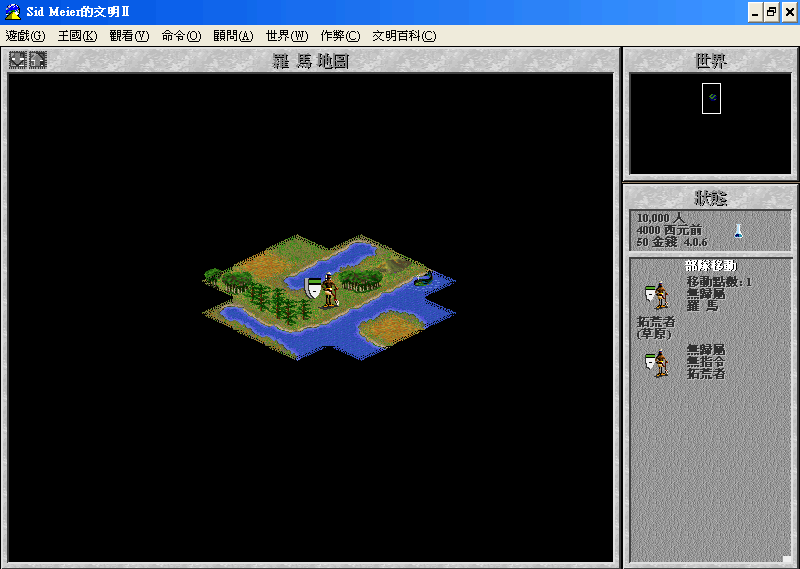 Sid Meier的文明Ⅱ
遊戲(G) 王國(K) 觀看(V) 命令(O) 顧問(A) 世界(W) 作弊(C) 文明百科(C)
羅 馬 地圖
世界
狀態
10,000 人
4000 西元前
50 金錢 4.0.6
部隊移動
移動點數: 1
無歸屬
羅 馬
拓荒者
(草原)
無歸屬
無指令
拓荒者